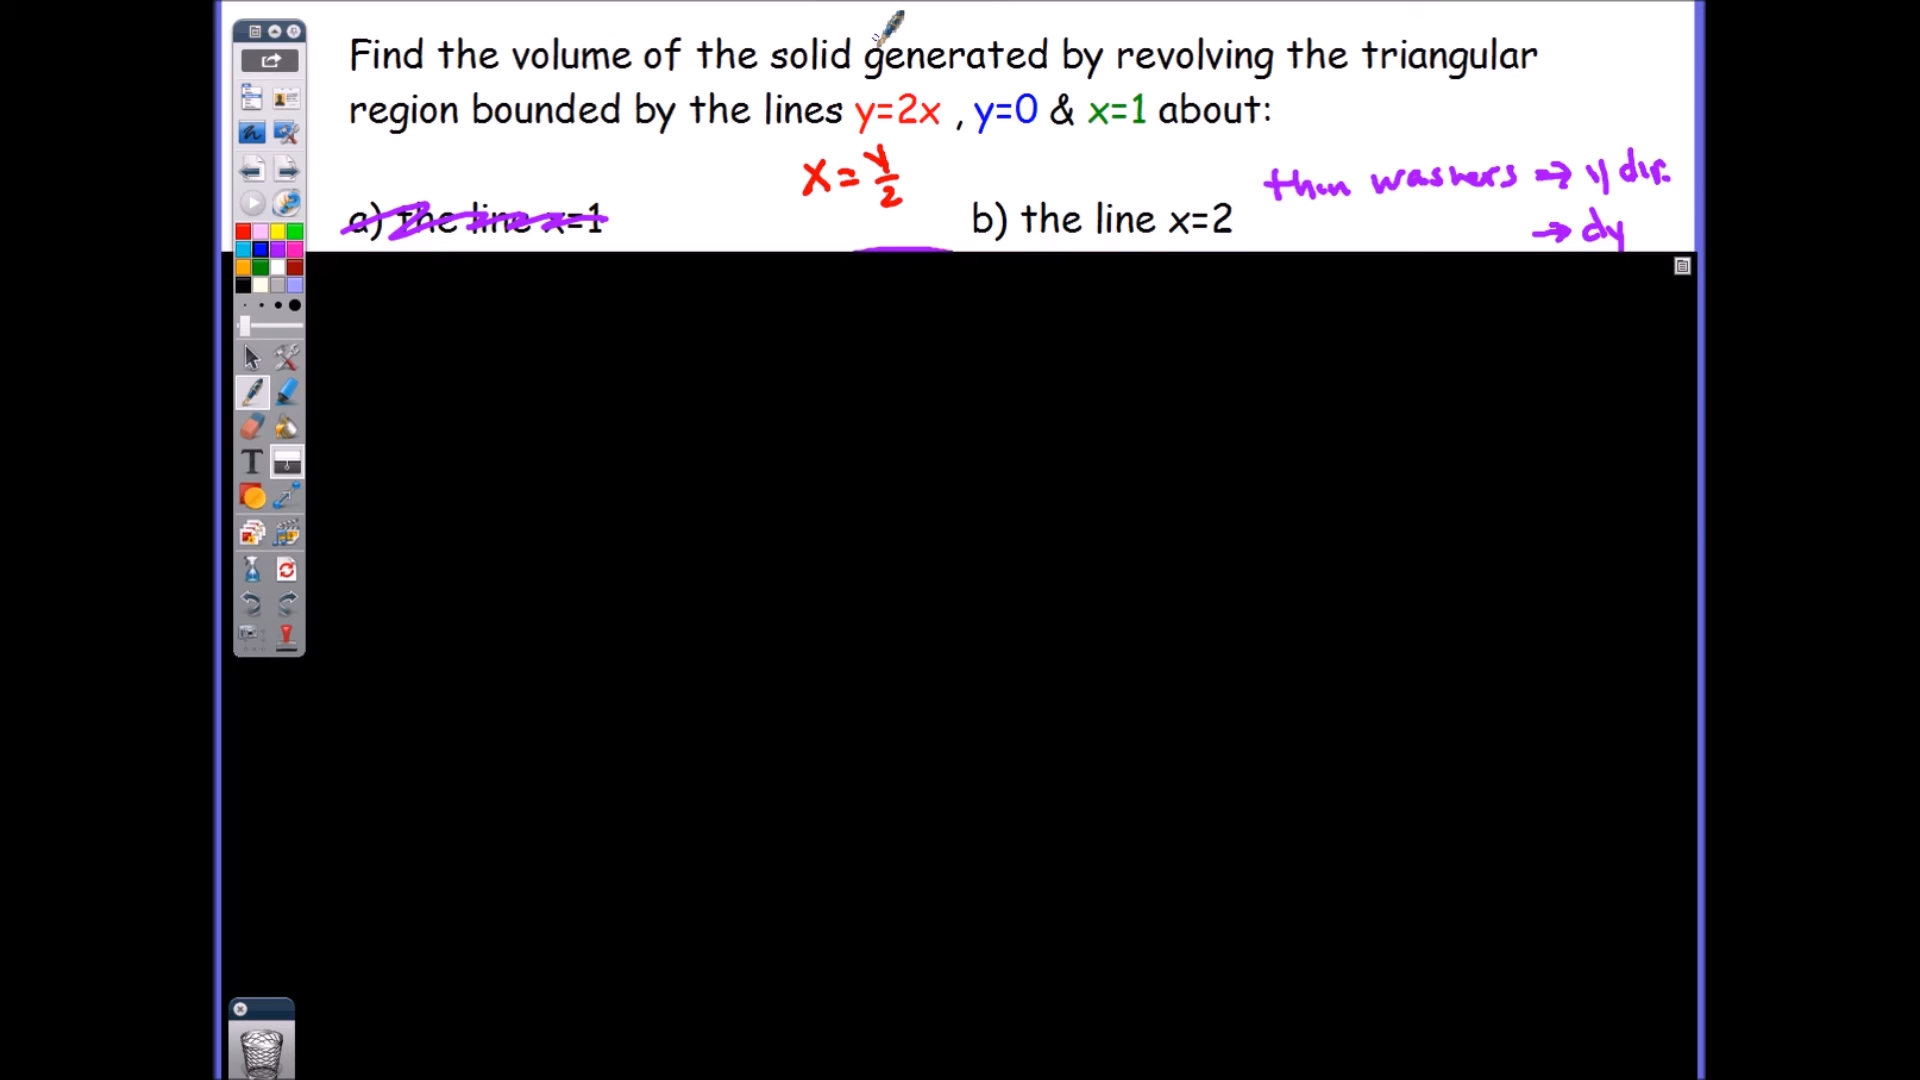 Find the volume of the solid generated by revolving the triangular
region bounded by the lines y=2x , y=0 & x=1 about:
x = y/2
thin washers → y dir.
a) the line x=1
b) the line x=2
→ dy
T